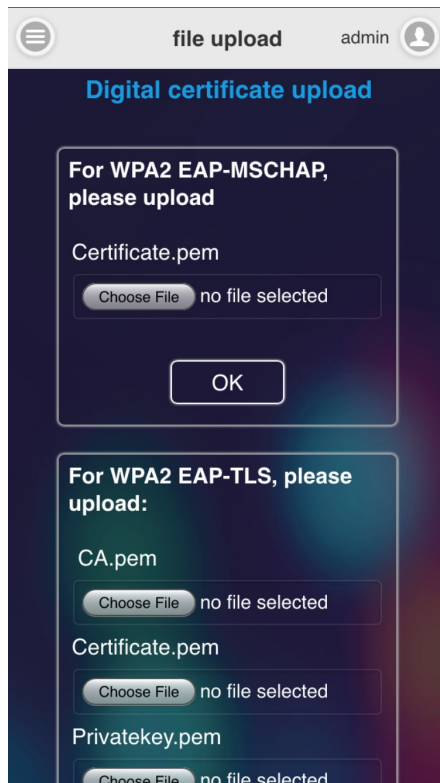 file upload admin
Digital certificate upload
For WPA2 EAP-MSCHAP,
please upload
Certificate.pem
Choose File no file selected
OK
For WPA2 EAP-TLS, please
upload:
CA.pem
Choose File no file selected
Certificate.pem
Choose File no file selected
Privatekey.pem
Choose File no file selected